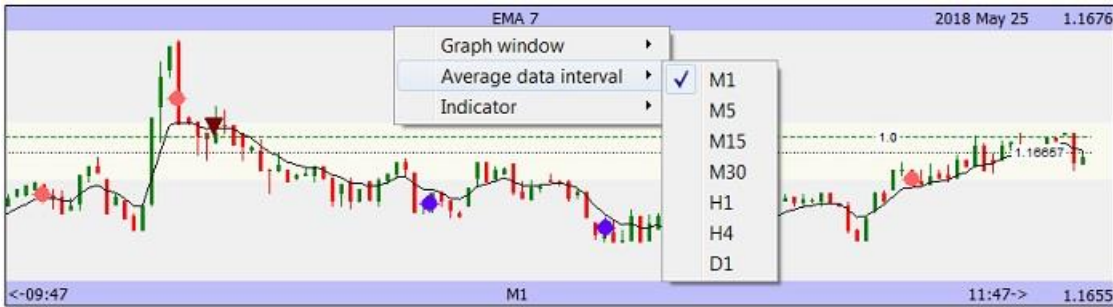 EMA 7 2018 May 25 1.1676
Graph window
Average data interval
Indicator
✓ M1
M5
M15
M30
H1
H4
D1
1.0
1.16657
<-09:47 M1 11:47-> 1.1655